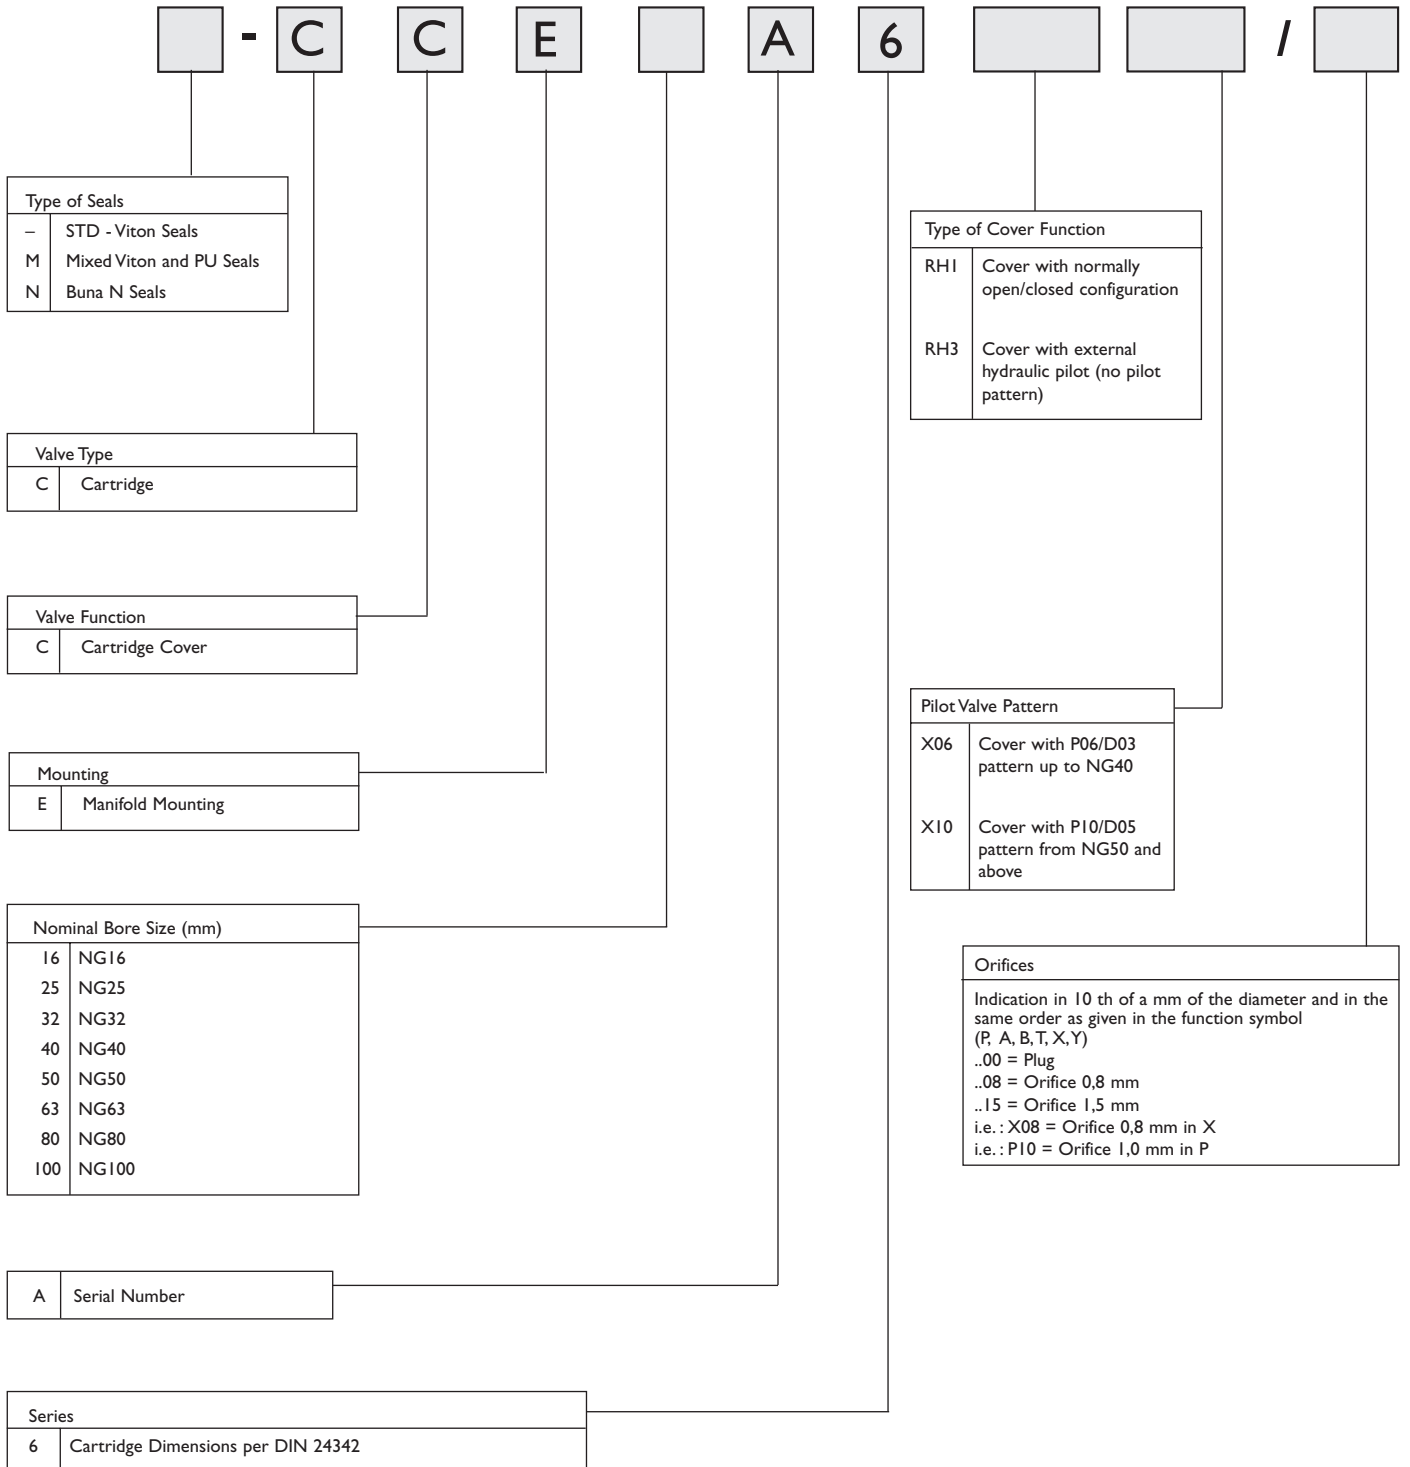 - C C E A 6 /
Type of Seals
– STD - Viton Seals
M Mixed Viton and PU Seals
N Buna N Seals
Type of Cover Function
RH1 Cover with normally
open/closed configuration
RH3 Cover with external
hydraulic pilot (no pilot
pattern)
Valve Type
C Cartridge
Valve Function
C Cartridge Cover
Pilot Valve Pattern
X06 Cover with P06/D03
pattern up to NG40
X10 Cover with P10/D05
pattern from NG50 and
above
Mounting
E Manifold Mounting
Nominal Bore Size (mm)
16 NG16
25 NG25
32 NG32
40 NG40
50 NG50
63 NG63
80 NG80
100 NG100
Orifices
Indication in 10 th of a mm of the diameter and in the
same order as given in the function symbol
(P, A, B, T, X, Y)
..00 = Plug
..08 = Orifice 0,8 mm
..15 = Orifice 1,5 mm
i.e. : X08 = Orifice 0,8 mm in X
i.e. : P10 = Orifice 1,0 mm in P
A Serial Number
Series
6 Cartridge Dimensions per DIN 24342